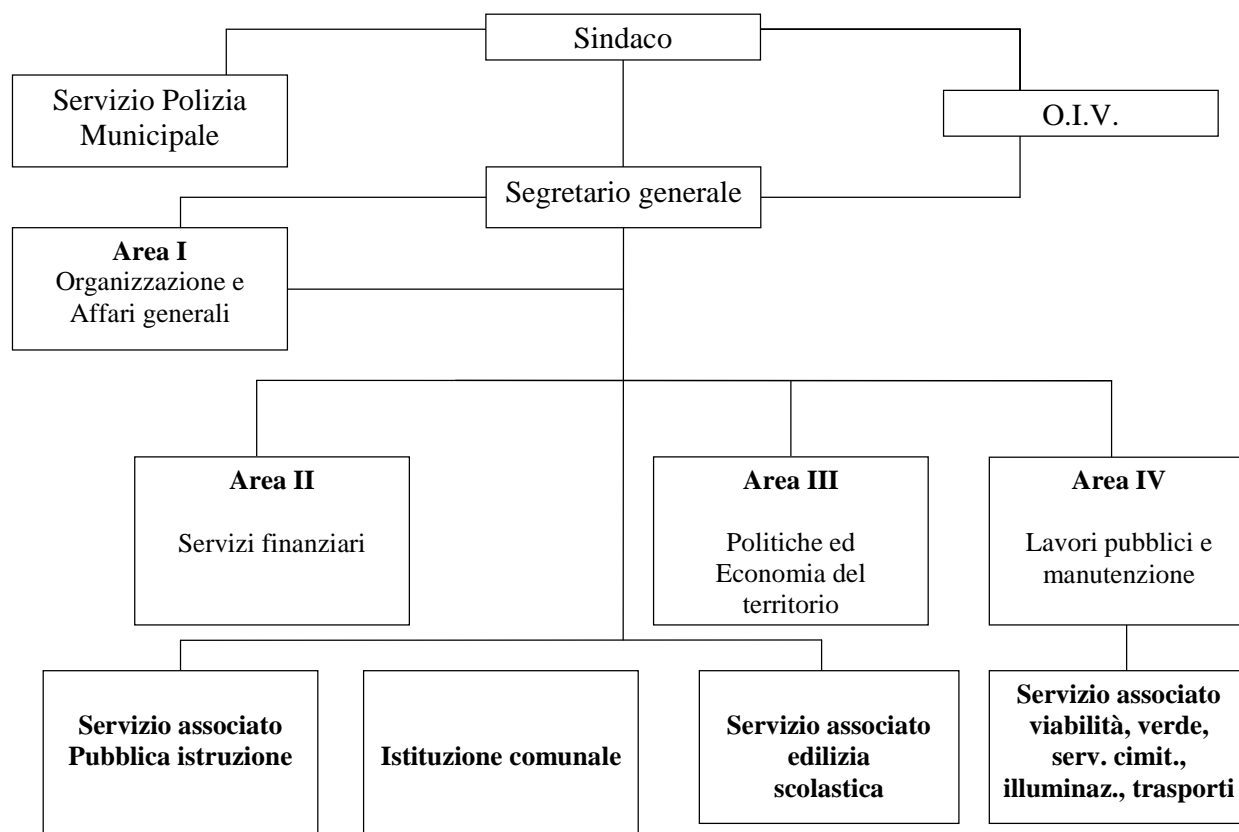 Sindaco
Servizio Polizia
Municipale
O.I.V.
Segretario generale
Area I
Organizzazione e
Affari generali
Area II
Servizi finanziari
Area III
Politiche ed
Economia del
territorio
Area IV
Lavori pubblici e
manutenzione
Servizio associato
Pubblica istruzione
Istituzione comunale
Servizio associato
edilizia
scolastica
Servizio associato
viabilità, verde,
serv. cimit.,
illuminaz., trasporti